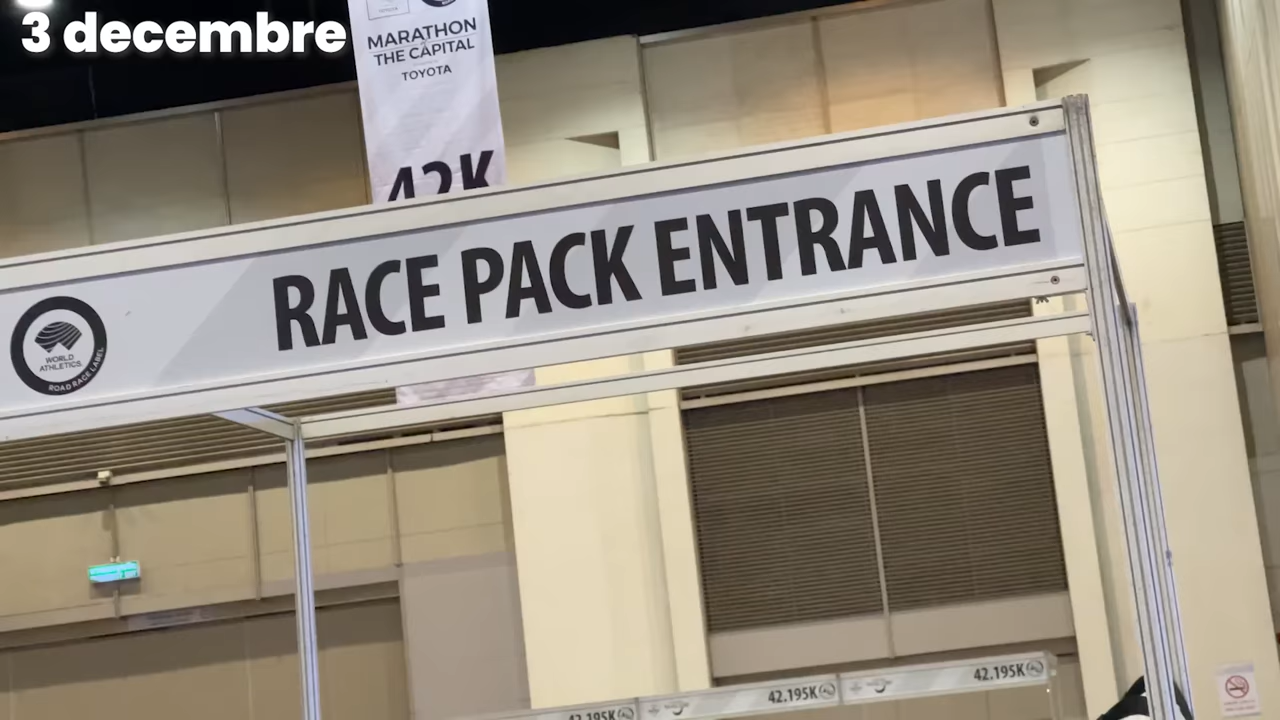 3 decembre
MARATHON
THE CAPITAL
TOYOTA
42K
RACE PACK ENTRANCE
WORLD
ATHLETICS
ROAD RACE LABEL
42.195K
42.195K
42.195K